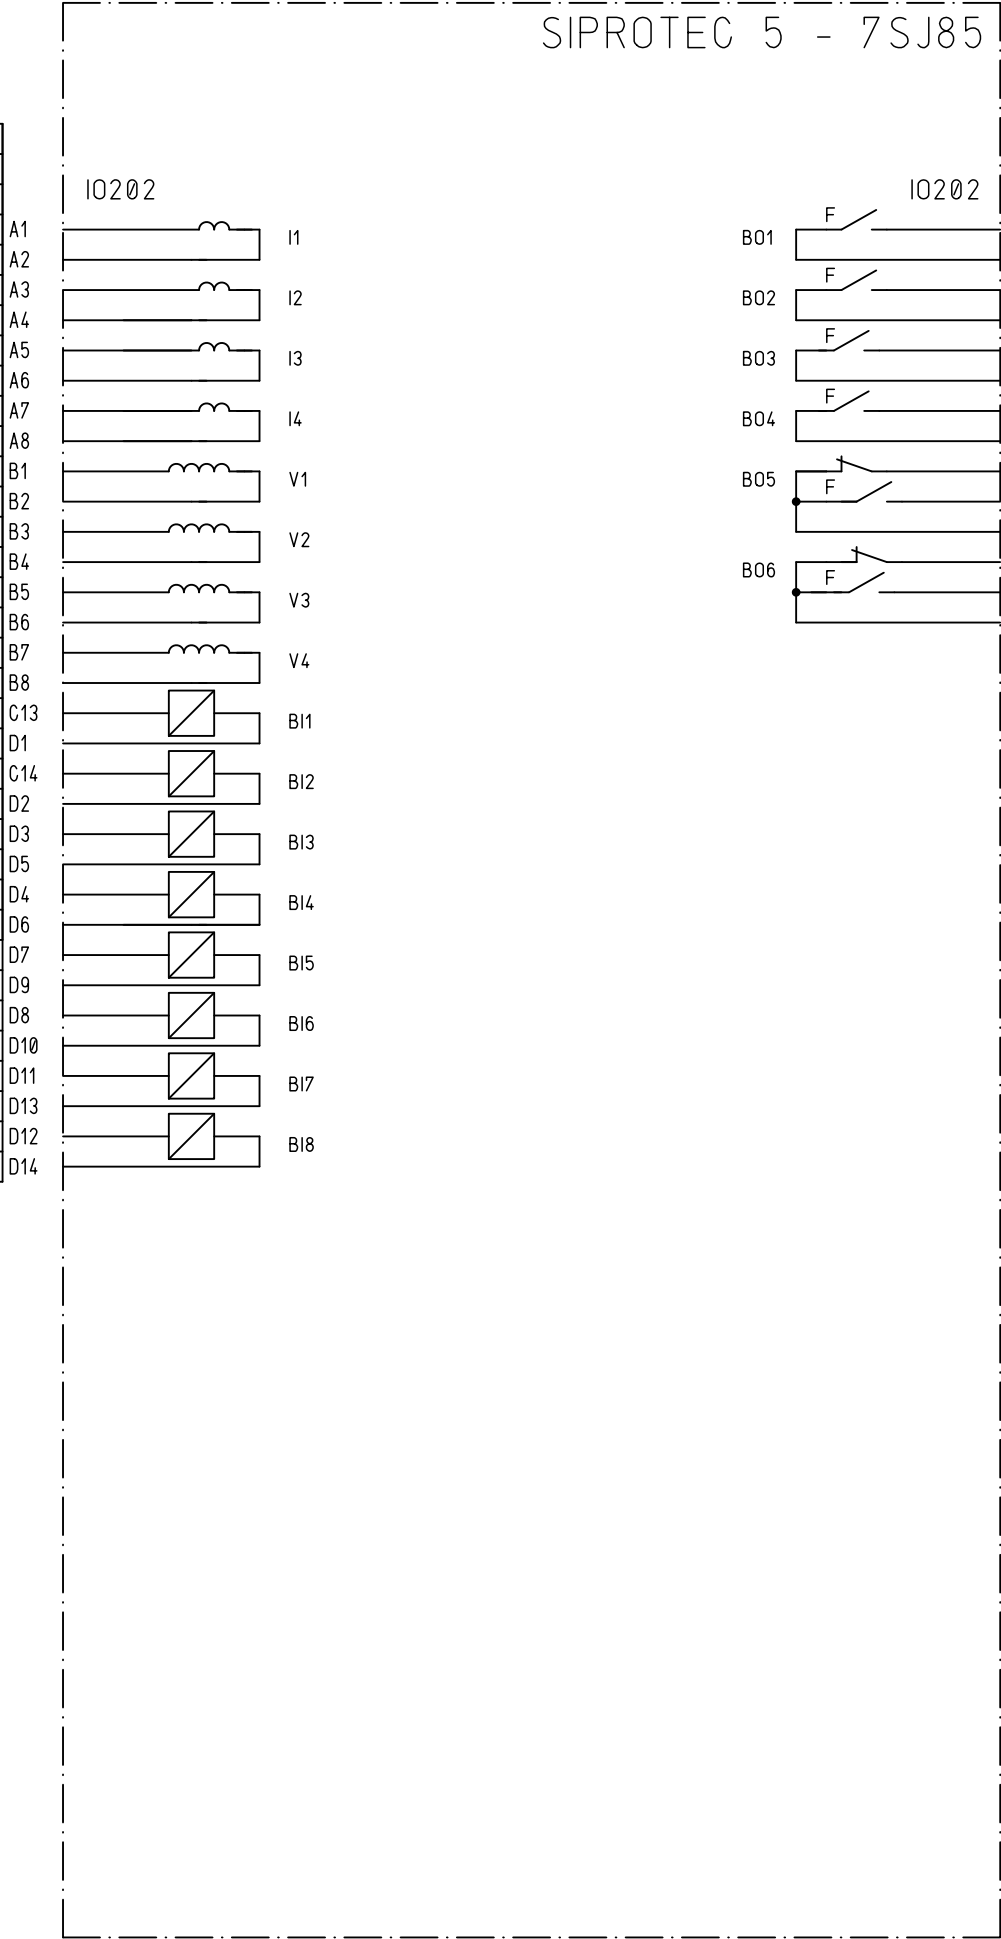 SIPROTEC 5 - 7SJ85
IO202
IO202
A1
I1
BO1
F
A2
A3
I2
BO2
F
A4
A5
I3
BO3
F
A6
A7
I4
BO4
F
A8
B1
V1
BO5
F
B2
B3
V2
B4
BO6
F
B5
V3
B6
B7
V4
B8
C13
BI1
D1
C14
BI2
D2
D3
BI3
D5
D4
BI4
D6
D7
BI5
D9
D8
BI6
D10
D11
BI7
D13
D12
BI8
D14